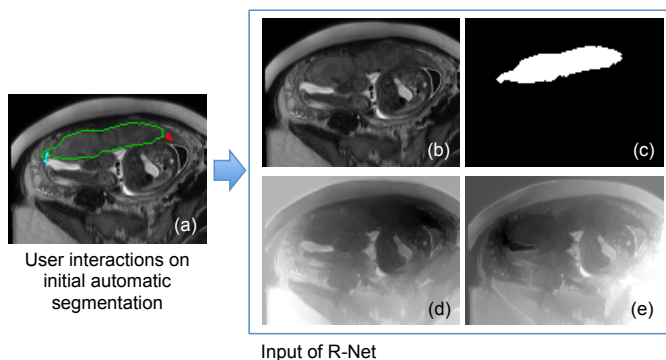 (a)
User interactions on
initial automatic
segmentation
(b)
(c)
(d)
(e)
Input of R-Net